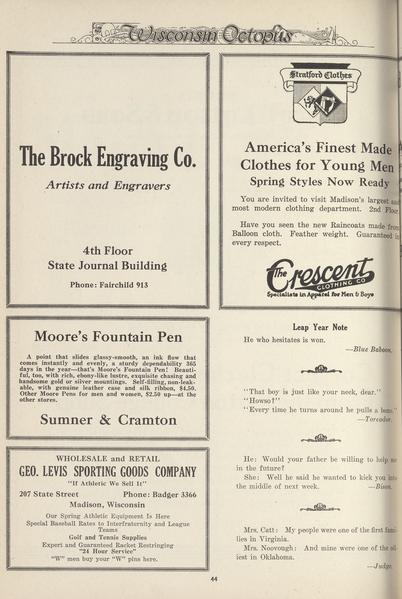 Wisconsin Octopus
The Brock Engraving Co.
Artists and Engravers
4th Floor
State Journal Building
Phone: Fairchild 913
Moore's Fountain Pen
A point that slides glassy-smooth, an ink flow that
comes instantly and evenly, a sturdy dependability 365
days in the year—that's Moore's Fountain Pen! Beauti-
ful, too, with rich, ebony-like lustre, exquisite chasing and
handsome gold or silver mountings. Self-filling, non-leak-
able, with genuine leather case and silk ribbon, $4.50.
Other Moore Pens for men and women, $2.50 up—at the
other stores.
Sumner & Cramton
WHOLESALE and RETAIL
GEO. LEVIS SPORTING GOODS COMPANY
"If Athletic We Sell It"
207 State Street Phone: Badger 3366
Madison, Wisconsin
Our Spring Athletic Equipment Is Here
Special Baseball Rates to Interfraternity and League
Teams
Golf and Tennis Supplies
Expert and Guaranteed Racket Restringing
"24 Hour Service"
"W" men buy your "W" pins here.
Stratford Clothes
America's Finest Made
Clothes for Young Men
Spring Styles Now Ready
You are invited to visit Madison's largest and
most modern clothing department. 2nd Floor
Have you seen the new Raincoats made from
Balloon cloth. Feather weight. Guaranteed in
every respect.
The Crescent
CLOTHING CO.
Specialists in Apparel for Men & Boys
Leap Year Note
He who hesitates is won.
—Blue Baboon.
"That boy is just like your neck, dear."
"Howso?"
"Every time he turns around he pulls a bone."
—Toreador.
He: Would your father be willing to help me
in the future?
She: Well he said he wanted to kick you into
the middle of next week. —Bison.
Mrs. Catt: My people were one of the first fami-
lies in Virginia.
Mrs. Noovough: And mine were one of the oil-
iest in Oklahoma.
—Judge.
44